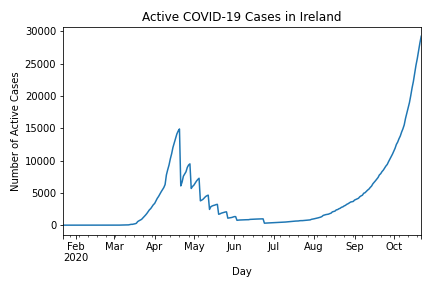 Active COVID-19 Cases in Ireland
Number of Active Cases
30000
25000
20000
15000
10000
5000
0
Feb Mar Apr May Jun Jul Aug Sep Oct
2020
Day